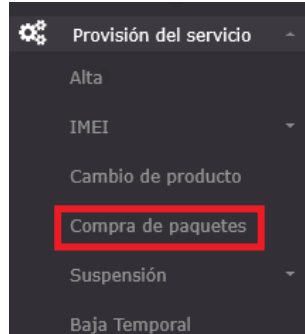 Provisión del servicio
Alta
IMEI
Cambio de producto
Compra de paquetes
Suspensión
Baja Temporal